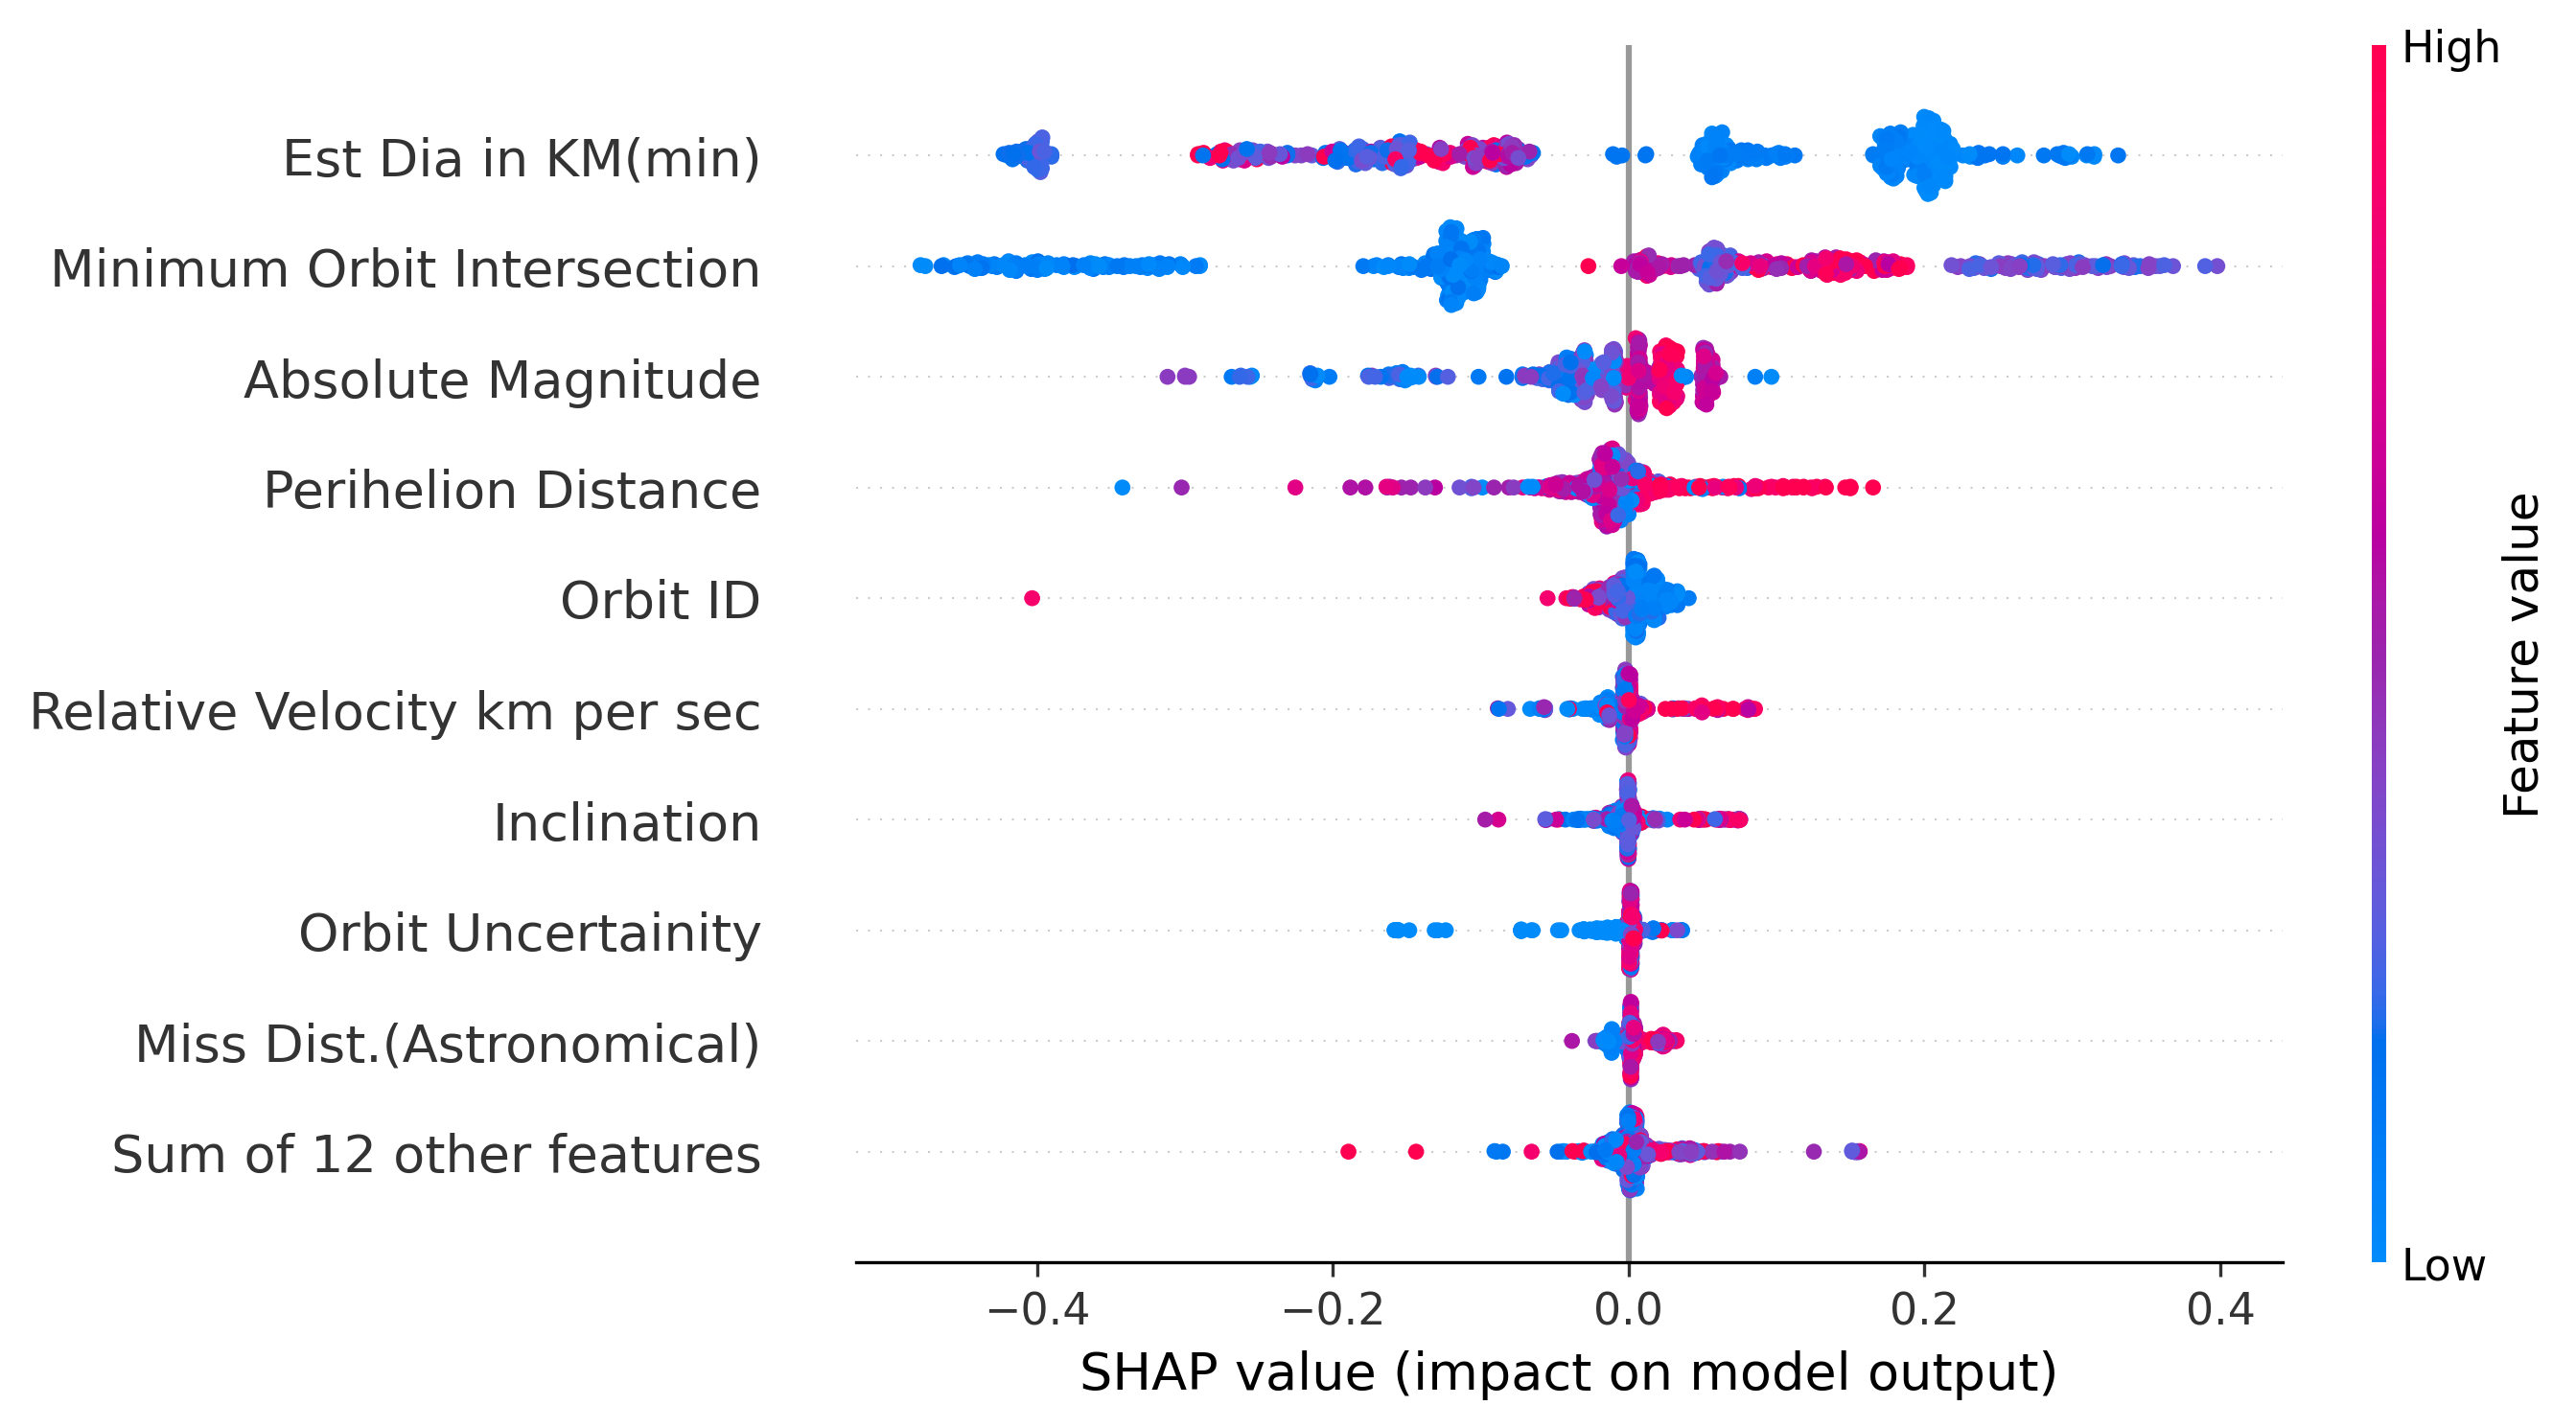 High
Est Dia in KM(min)
Minimum Orbit Intersection
Absolute Magnitude
Perihelion Distance
Orbit ID
Relative Velocity km per sec
Inclination
Orbit Uncertainity
Miss Dist.(Astronomical)
Sum of 12 other features
Feature value
Low
−0.4 −0.2 0.0 0.2 0.4
SHAP value (impact on model output)